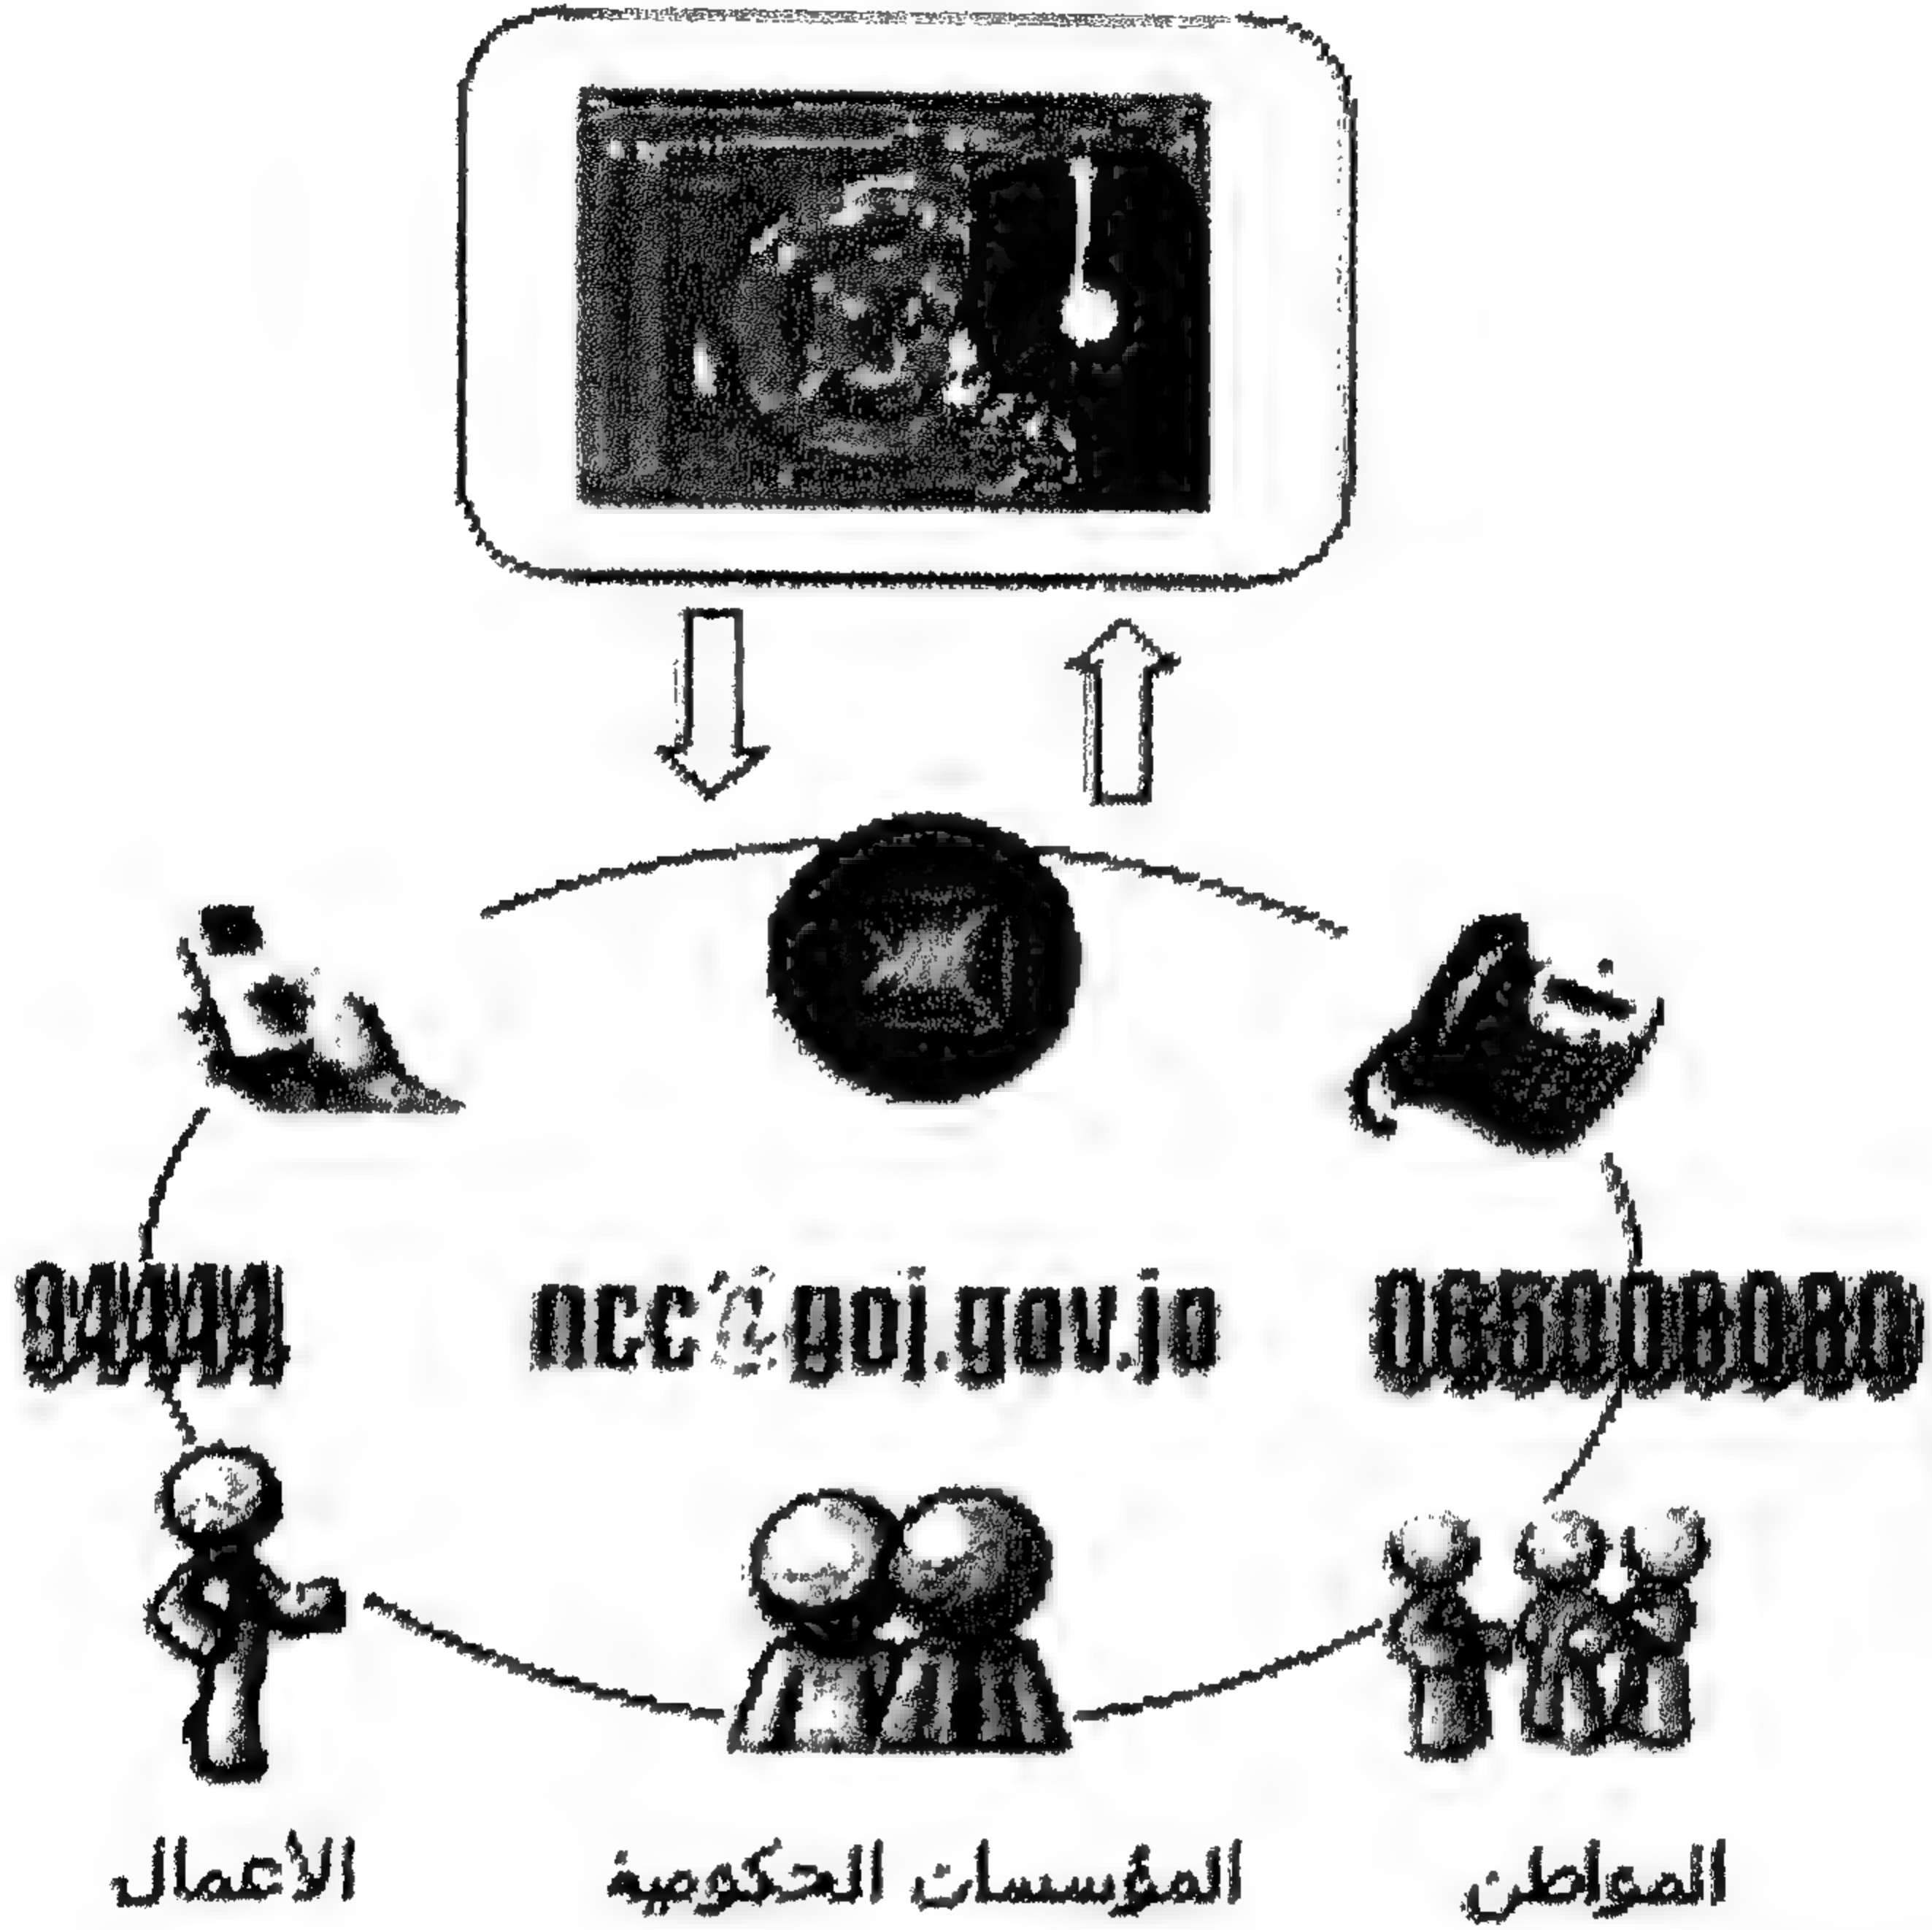 94444
ncc@goj.gov.jo
065008080
المواطن
المؤسسات الحكومية
الأعمال